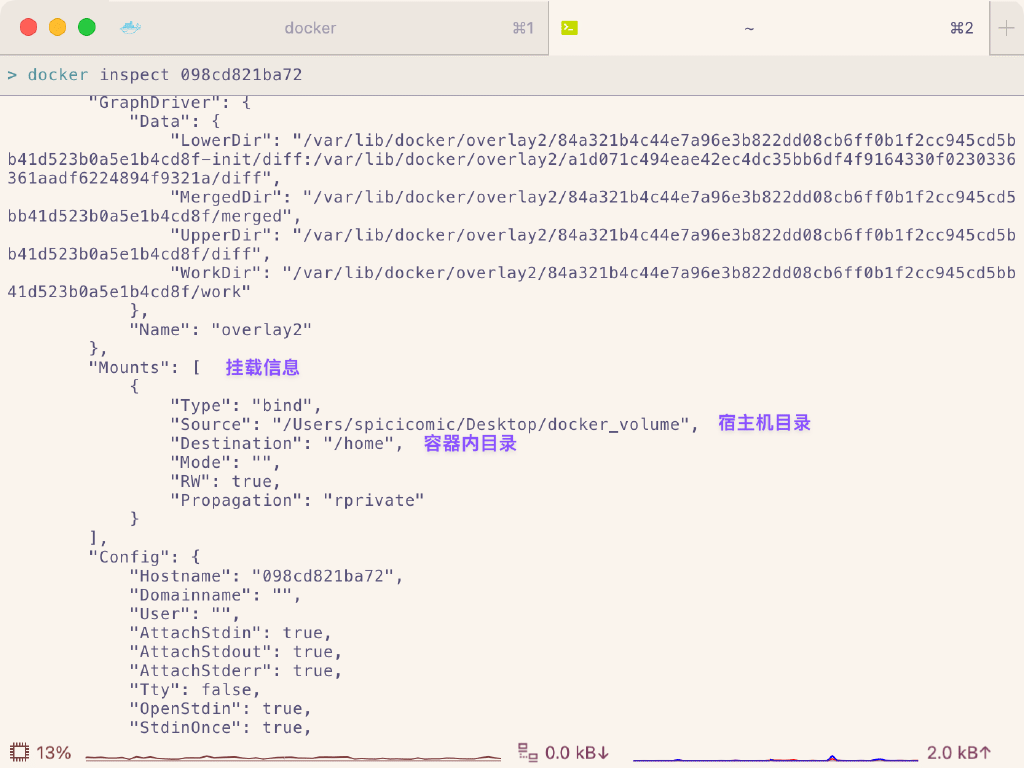 docker ⌘1 ~ ⌘2
> docker inspect 098cd821ba72
"GraphDriver": {
"Data": {
"LowerDir": "/var/lib/docker/overlay2/84a321b4c44e7a96e3b822dd08cb6ff0b1f2cc945cd5b
b41d523b0a5e1b4cd8f-init/diff:/var/lib/docker/overlay2/a1d071c494eae42ec4dc35bb6df4f9164330f0230336
361aadf6224894f9321a/diff",
"MergedDir": "/var/lib/docker/overlay2/84a321b4c44e7a96e3b822dd08cb6ff0b1f2cc945cd5
bb41d523b0a5e1b4cd8f/merged",
"UpperDir": "/var/lib/docker/overlay2/84a321b4c44e7a96e3b822dd08cb6ff0b1f2cc945cd5b
b41d523b0a5e1b4cd8f/diff",
"WorkDir": "/var/lib/docker/overlay2/84a321b4c44e7a96e3b822dd08cb6ff0b1f2cc945cd5bb
41d523b0a5e1b4cd8f/work"
},
"Name": "overlay2"
},
"Mounts": [ 挂载信息
{
"Type": "bind",
"Source": "/Users/spicicomic/Desktop/docker_volume", 宿主机目录
"Destination": "/home", 容器内目录
"Mode": "",
"RW": true,
"Propagation": "rprivate"
}
],
"Config": {
"Hostname": "098cd821ba72",
"Domainname": "",
"User": "",
"AttachStdin": true,
"AttachStdout": true,
"AttachStderr": true,
"Tty": false,
"OpenStdin": true,
"StdinOnce": true,
13% 0.0 kB↓ 2.0 kB↑